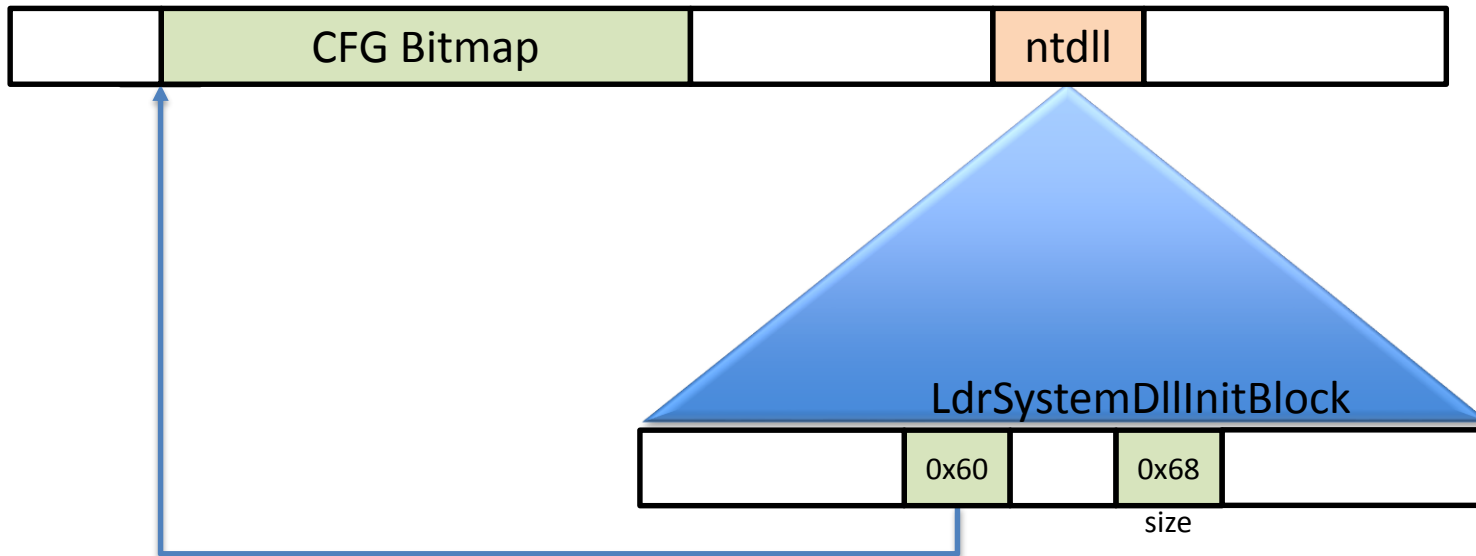 CFG Bitmap
ntdll
LdrSystemDllInitBlock
0x60
0x68
size